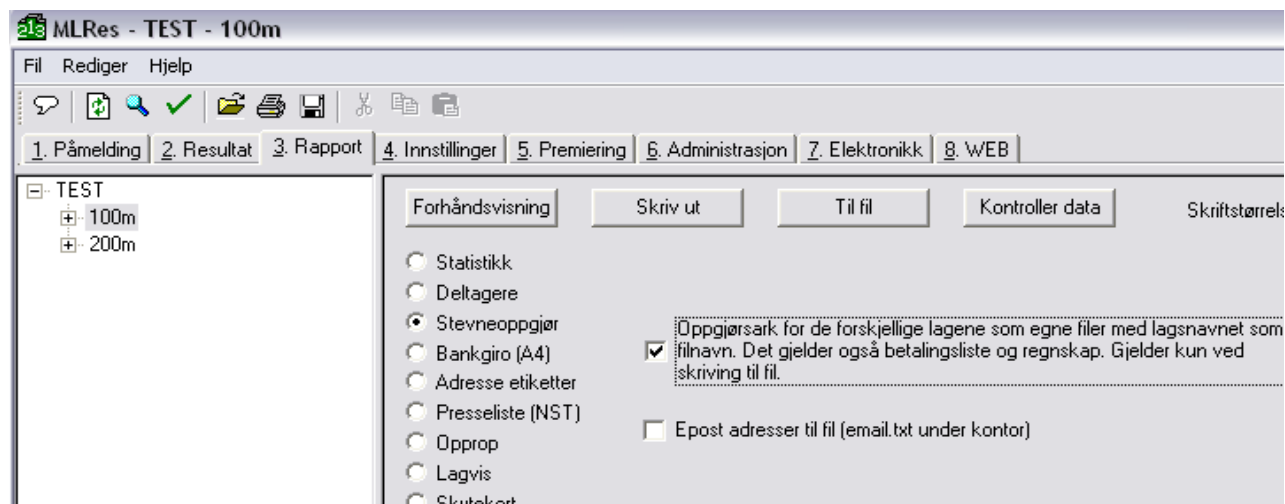 MLRes - TEST - 100m
Fil Rediger Hjelp
1. Påmelding 2. Resultat 3. Rapport 4. Innstillinger 5. Premiering 6. Administrasjon 7. Elektronikk 8. WEB
TEST
100m
200m
Forhåndsvisning Skriv ut Til fil Kontroller data Skriftstørrels
Statistikk
Deltagere
Stevneoppgjør
Bankgiro (A4)
Adresse etiketter
Presseliste (NST)
Opprop
Lagvis
Skutekort
Oppgjørsark for de forskjellige lagene som egne filer med lagsnavnet som
filnavn. Det gjelder også betalingsliste og regnskap. Gjelder kun ved
skriving til fil.
Epost adresser til fil (email.txt under kontor)